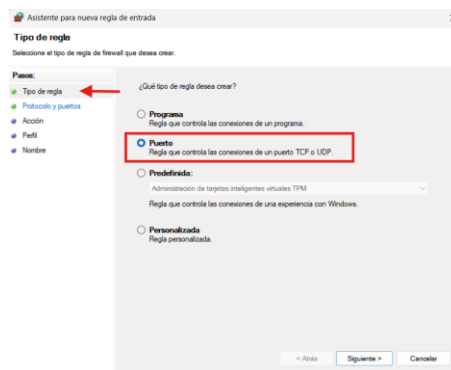 Asistente para nueva regla de entrada
Tipo de regla
Seleccione el tipo de regla de firewall que desea crear.
Pasos:
Tipo de regla
Protocolo y puertos
Acción
Perfil
Nombre
¿Qué tipo de regla desea crear?
Programa
Regla que controla las conexiones de un programa.
Puerto
Regla que controla las conexiones de un puerto TCP o UDP.
Predefinida:
Administración de tarjetas inteligentes virtuales TPM
Regla que controla las conexiones de una experiencia con Windows.
Personalizada
Regla personalizada.
< Atrás
Siguiente >
Cancelar